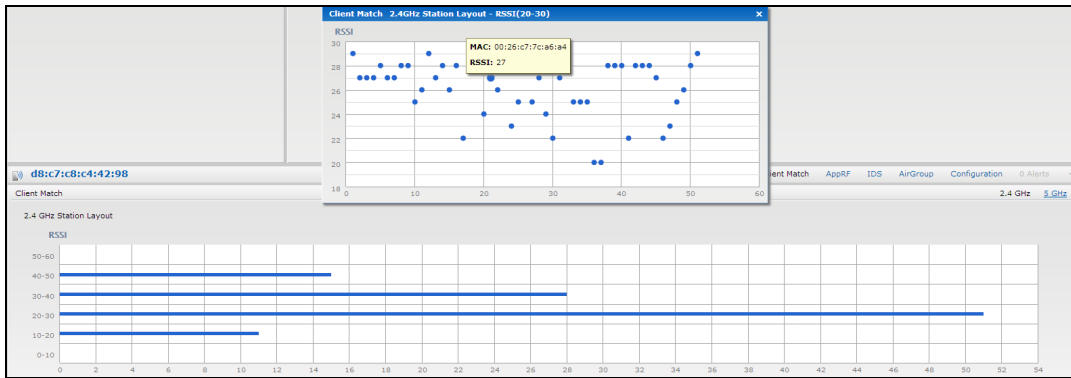 Client Match 2.4GHz Station Layout - RSSI(20-30) x
RSSI
30
28
26
24
22
20
18
MAC: 00:26:c7:7c:a6:a4
RSSI: 27
0 10 20 30 40 50 60
d8:c7:c8:c4:42:98
ient Match AppRF IDS AirGroup Configuration 0 Alerts
Client Match
2.4 GHz 5 GHz
2.4 GHz Station Layout
RSSI
50-60
40-50
30-40
20-30
10-20
0-10
0 2 4 6 8 10 12 14 16 18 20 22 24 26 28 30 32 34 36 38 40 42 44 46 48 50 52 54